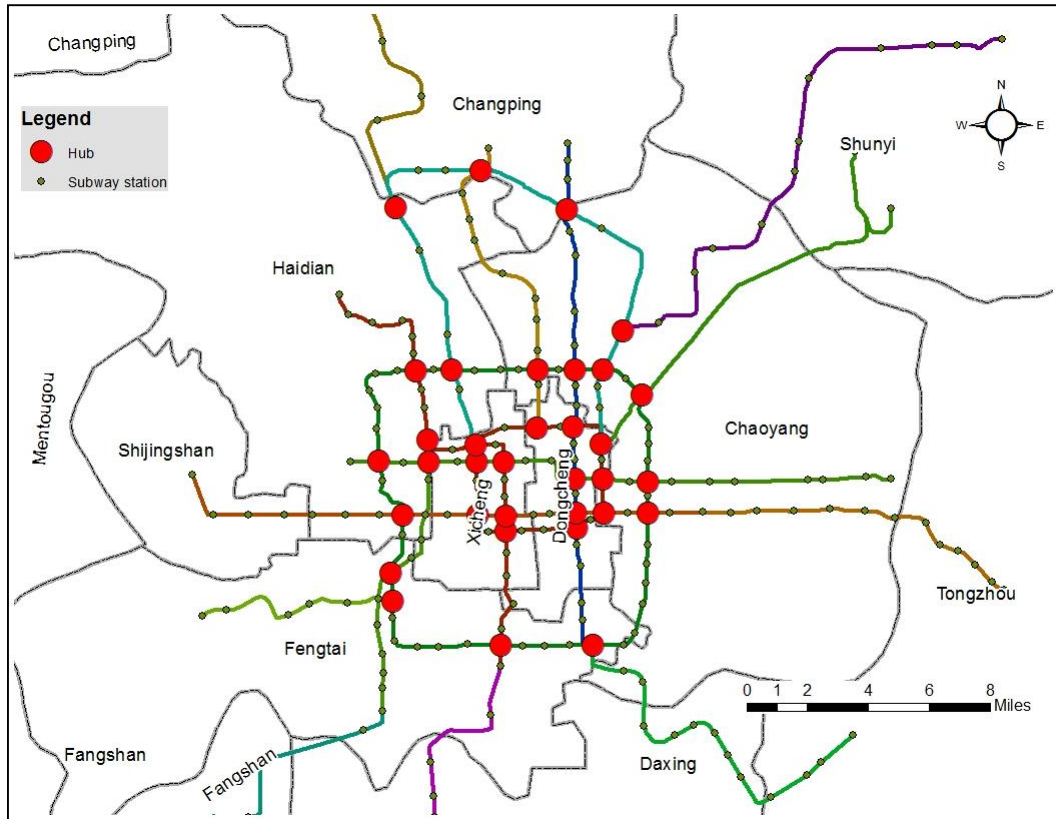 Changping
Changping
N
W
E
S
Legend
Hub
Subway station
Shunyi
Haidian
Mentougou
Shijingshan
Chaoyang
Xicheng
Dongcheng
Tongzhou
Fengtai
0 1 2 4 6 8
Miles
Fangshan
Fangshan
Daxing